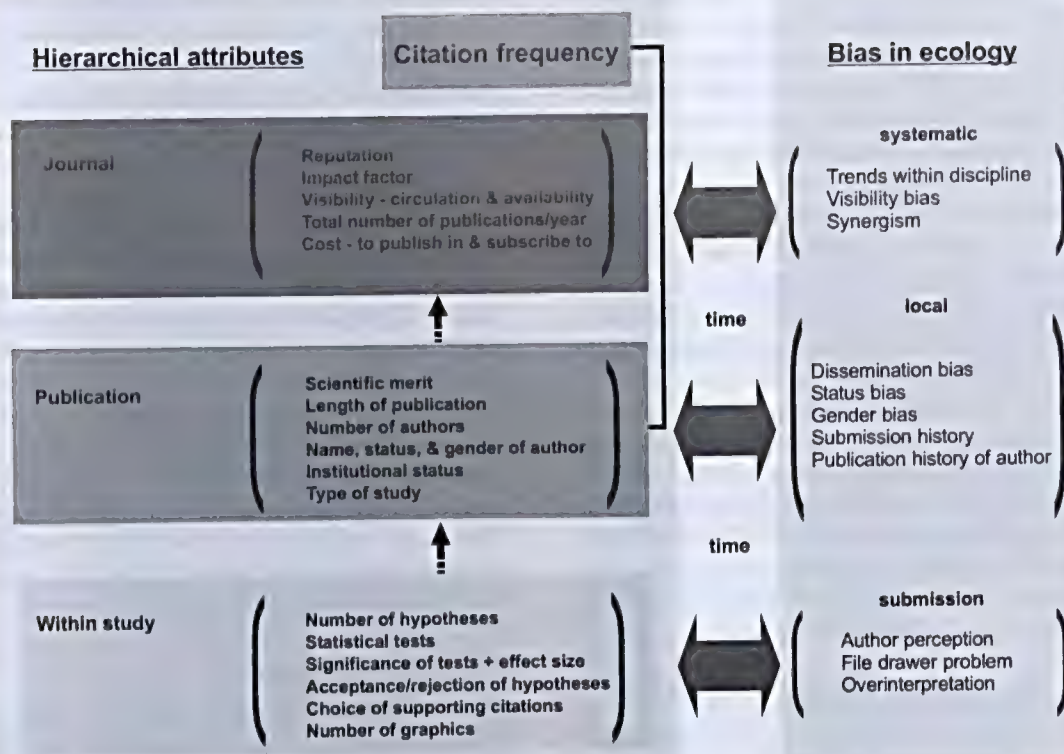 Hierarchical attributes
Citation frequency
Bias in ecology
Journal
Reputation
Impact factor
Visibility - circulation & availability
Total number of publications/year
Cost - to publish in & subscribe to
systematic
Trends within discipline
Visibility bias
Synergism
time
Publication
Scientific merit
Length of publication
Number of authors
Name, status, & gender of author
Institutional status
Type of study
local
Dissemination bias
Status bias
Gender bias
Submission history
Publication history of author
time
Within study
Number of hypotheses
Statistical tests
Significance of tests + effect size
Acceptance/rejection of hypotheses
Choice of supporting citations
Number of graphics
submission
Author perception
File drawer problem
Overinterpretation